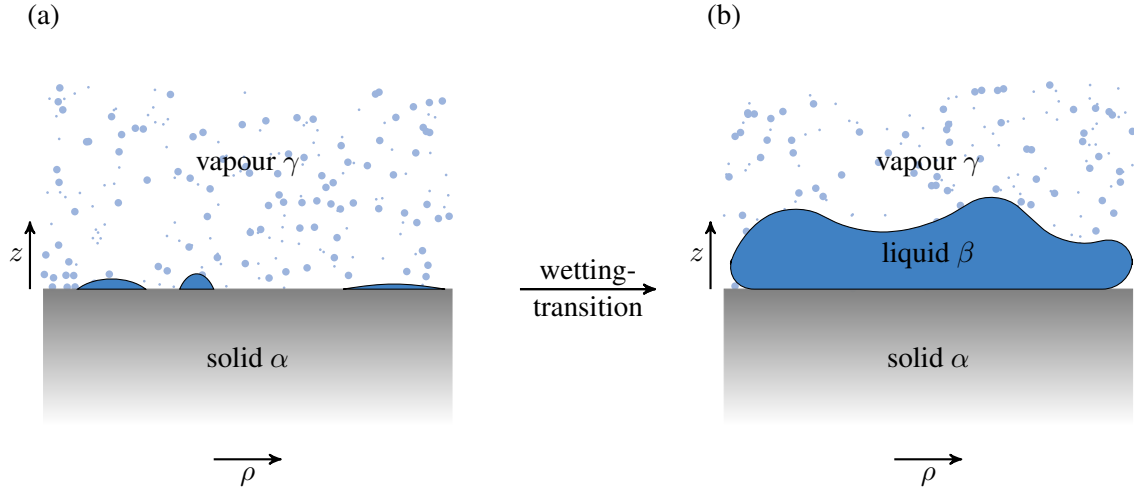 (a)
(b)
vapour γ
vapour γ
z
z
liquid β
wetting-
transition
solid α
solid α
ρ
ρ